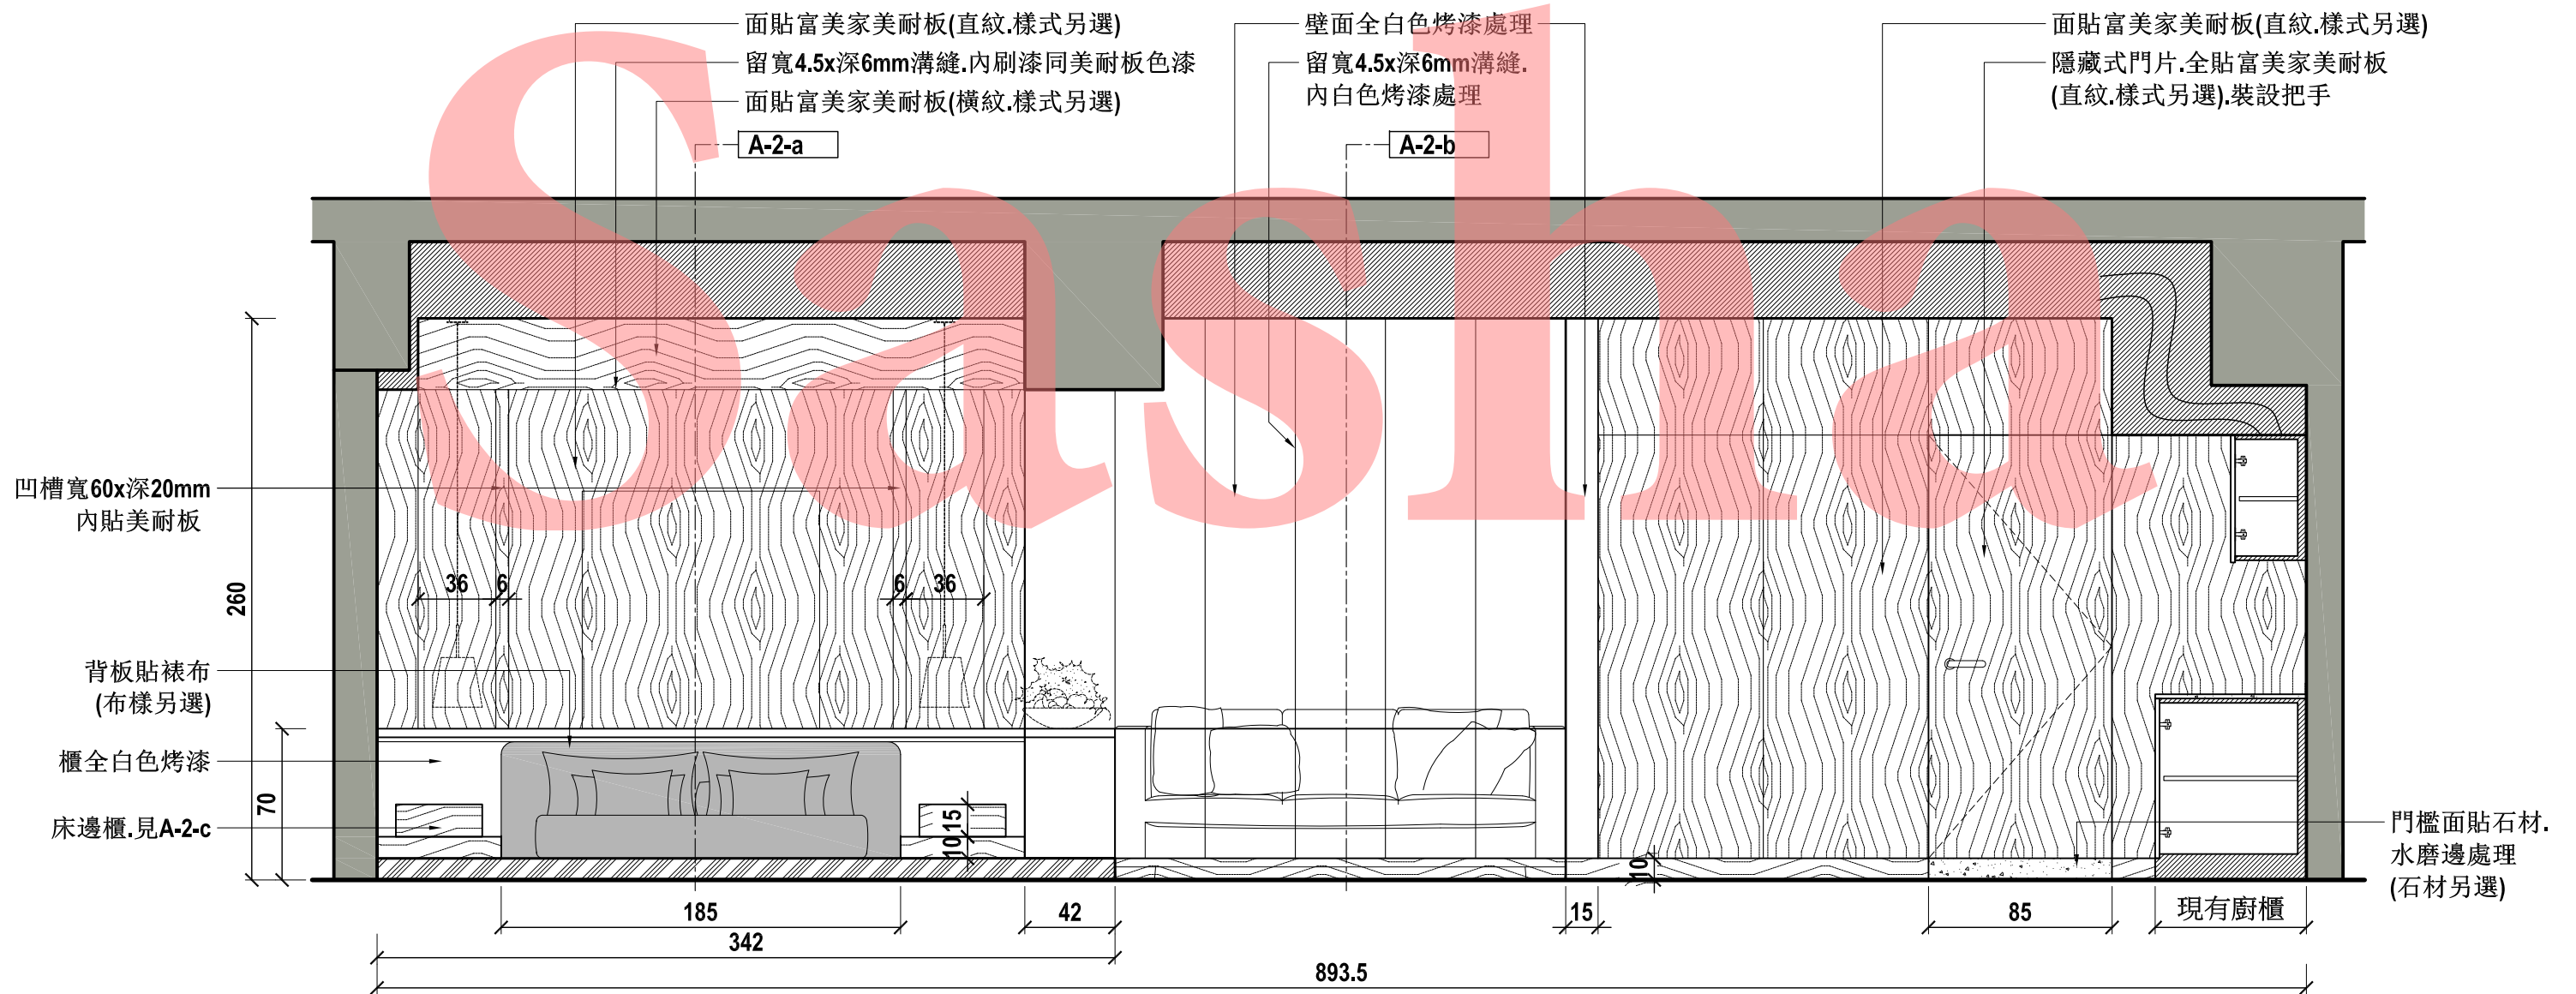 面貼富美家美耐板(直紋.樣式另選)
留寬4.5x深6mm溝縫.內刷漆同美耐板色漆
面貼富美家美耐板(橫紋.樣式另選)
A-2-a
壁面全白色烤漆處理
留寬4.5x深6mm溝縫.
內白色烤漆處理
A-2-b
面貼富美家美耐板(直紋.樣式另選)
隱藏式門片.全貼富美家美耐板
(直紋.樣式另選).裝設把手
Sasha
凹槽寬60x深20mm
內貼美耐板
36
6
6
36
260
背板貼裱布
(布樣另選)
櫃全白色烤漆
70
床邊櫃.見A-2-c
15
10
10
門檻面貼石材.
水磨邊處理
(石材另選)
185
42
15
85
現有廚櫃
342
893.5